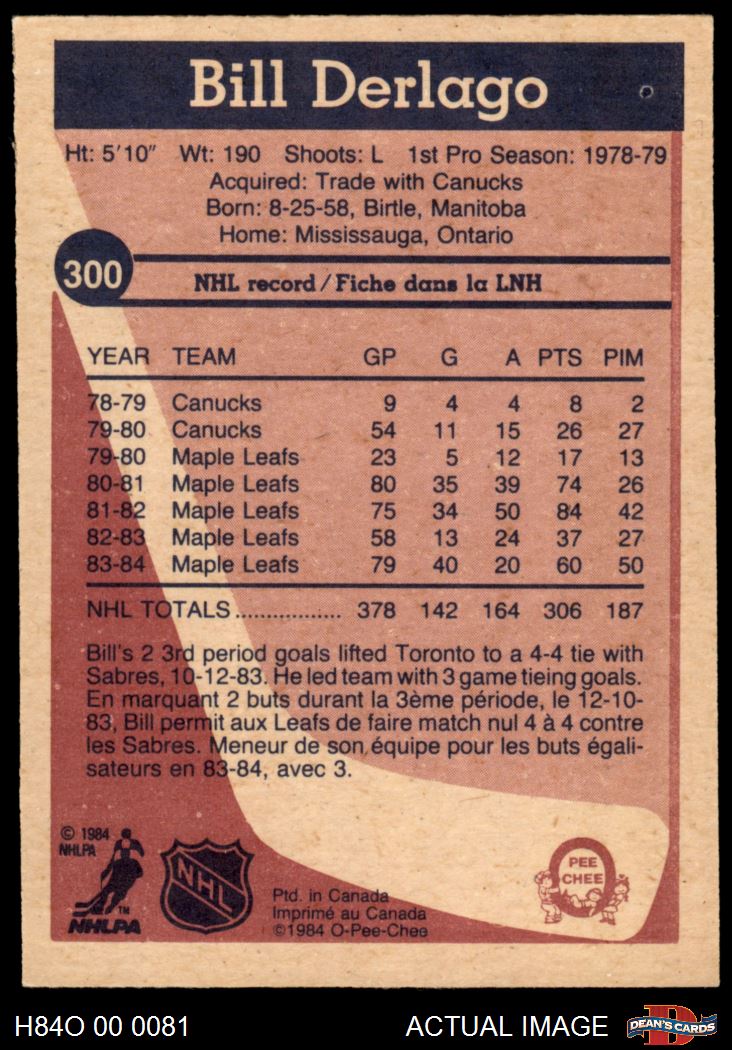 Bill Derlago
Ht: 5'10" Wt: 190 Shoots: L 1st Pro Season: 1978-79
Acquired: Trade with Canucks
Born: 8-25-58, Birtle, Manitoba
Home: Mississauga, Ontario
300
NHL record/Fiche dans la LNH
YEAR TEAM GP G A PTS PIM
78-79 Canucks 9 4 4 8 2
79-80 Canucks 54 11 15 26 27
79-80 Maple Leafs 23 5 12 17 13
80-81 Maple Leafs 80 35 39 74 26
81-82 Maple Leafs 75 34 50 84 42
82-83 Maple Leafs 58 13 24 37 27
83-84 Maple Leafs 79 40 20 60 50
NHL TOTALS................ 378 142 164 306 187
Bill's 2 3rd period goals lifted Toronto to a 4-4 tie with
Sabres, 10-12-83. He led team with 3 game tieing goals.
En marquant 2 buts durant la 3ème période, le 12-10-
83, Bill permit aux Leafs de faire match nul 4 à 4 contre
les Sabres. Meneur de son équipe pour les buts égali-
sateurs en 83-84, avec 3.
© 1984
NHLPA
TM
NHLPA
NHL
Ptd. in Canada
Imprimé au Canada
©1984 O-Pee-Chee
PEE
CHEE
H84O 00 0081
ACTUAL IMAGE
D
DEAN'S CARDS